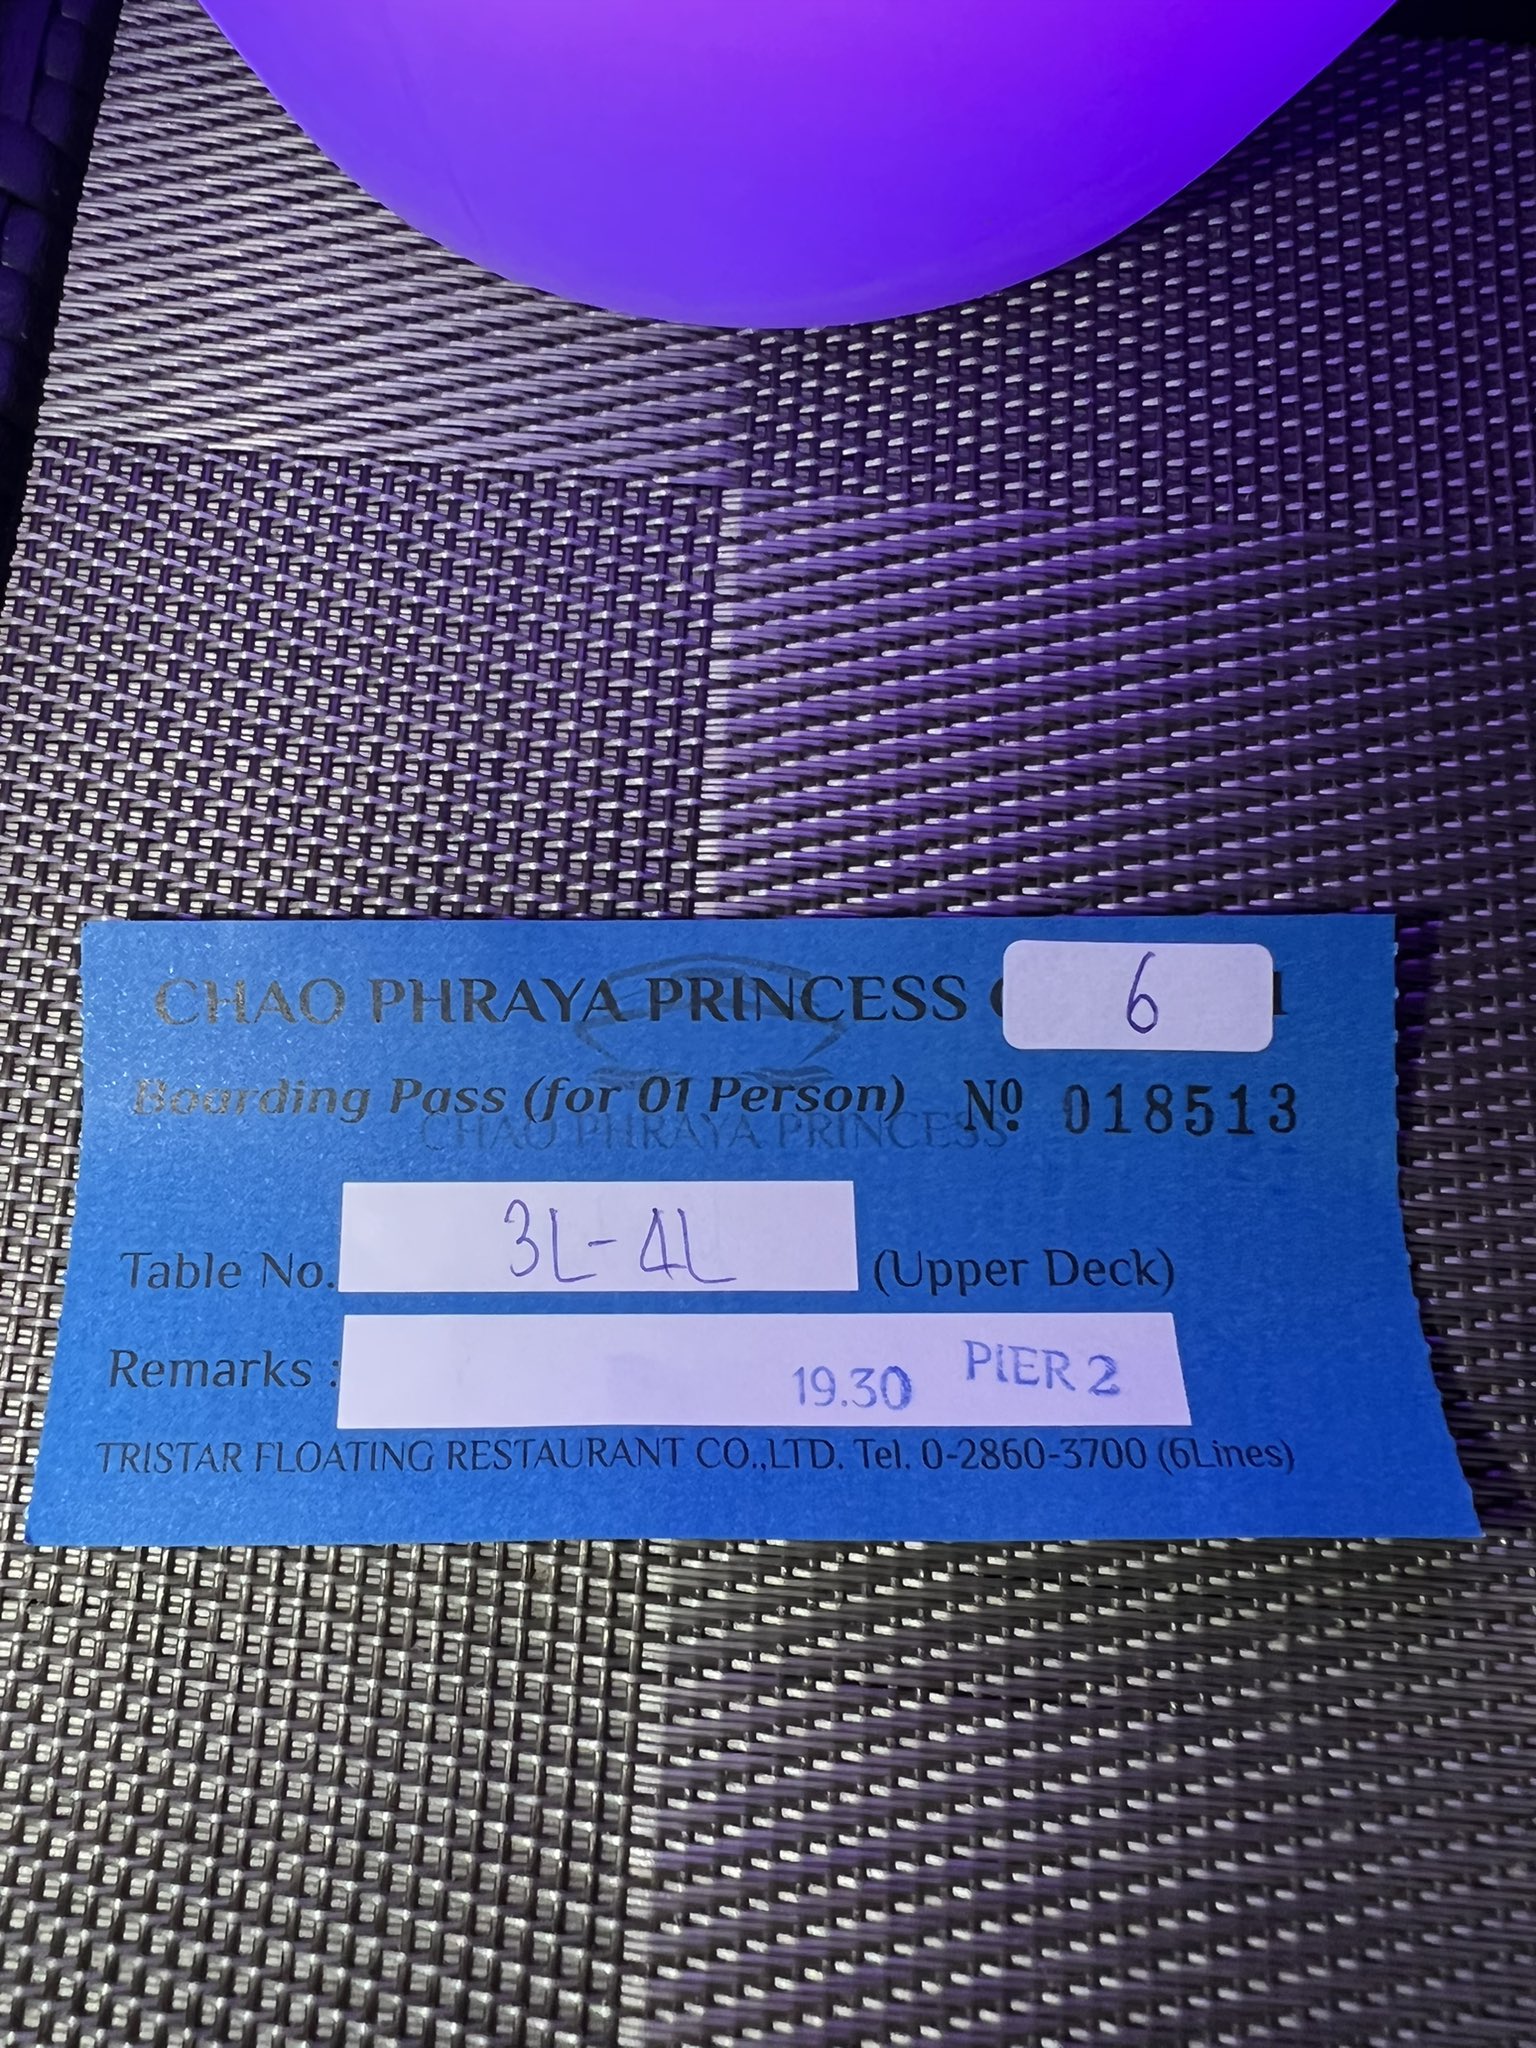 CHAO PHRAYA PRINCESS
6
Boarding Pass (for 01 Person) Nº 018513
CHAO PHRAYA PRINCESS
Table No. 3L-4L (Upper Deck)
Remarks : 19.30 PIER 2
TRISTAR FLOATING RESTAURANT CO.,LTD. Tel. 0-2860-3700 (6Lines)